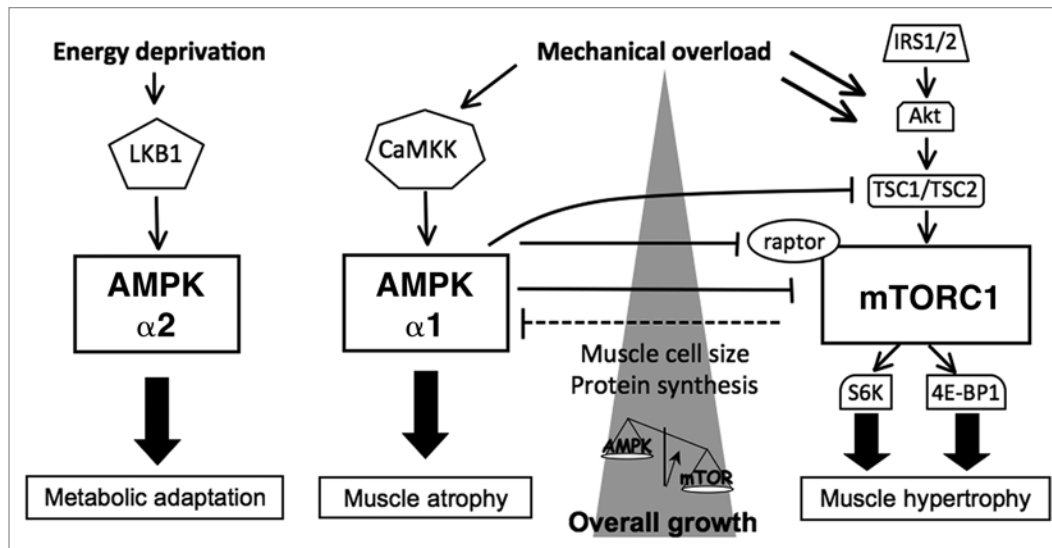 Energy deprivation
Mechanical overload
IRS1/2
Akt
LKB1
CaMKK
TSC1/TSC2
raptor
AMPK
α2
AMPK
α1
mTORC1
Muscle cell size
Protein synthesis
S6K
4E-BP1
AMPK
mTOR
Metabolic adaptation
Muscle atrophy
Overall growth
Muscle hypertrophy